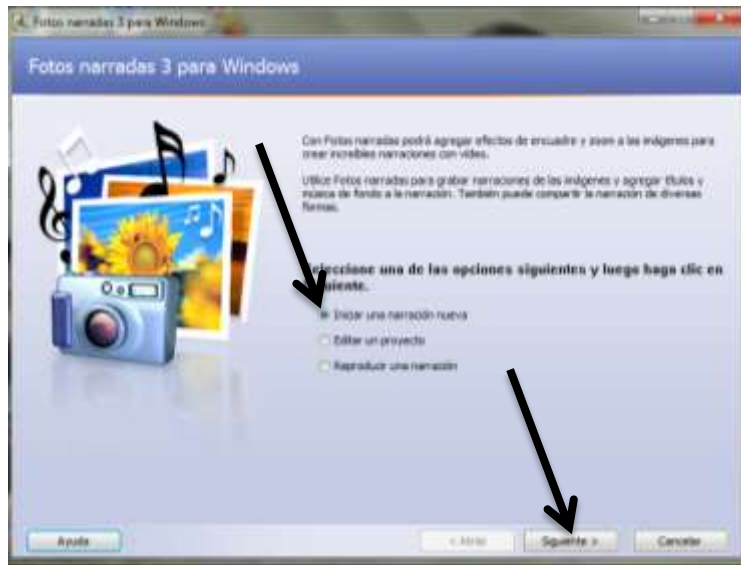 Fotos narradas 3 para Windows
Fotos narradas 3 para Windows
Con Fotos narradas podrá agregar efectos de encuadre y zoom a las imágenes para
crear increíbles narraciones con vídeo.
Utilice Fotos narradas para grabar narraciones de las imágenes y agregar títulos y
música de fondo a la narración. También puede compartir la narración de diversas
formas.
Seleccione una de las opciones siguientes y luego haga clic en
siguiente.
Iniciar una narración nueva
Editar un proyecto
Reproducir una narración
Ayuda
< Atrás
Siguiente >
Cancelar